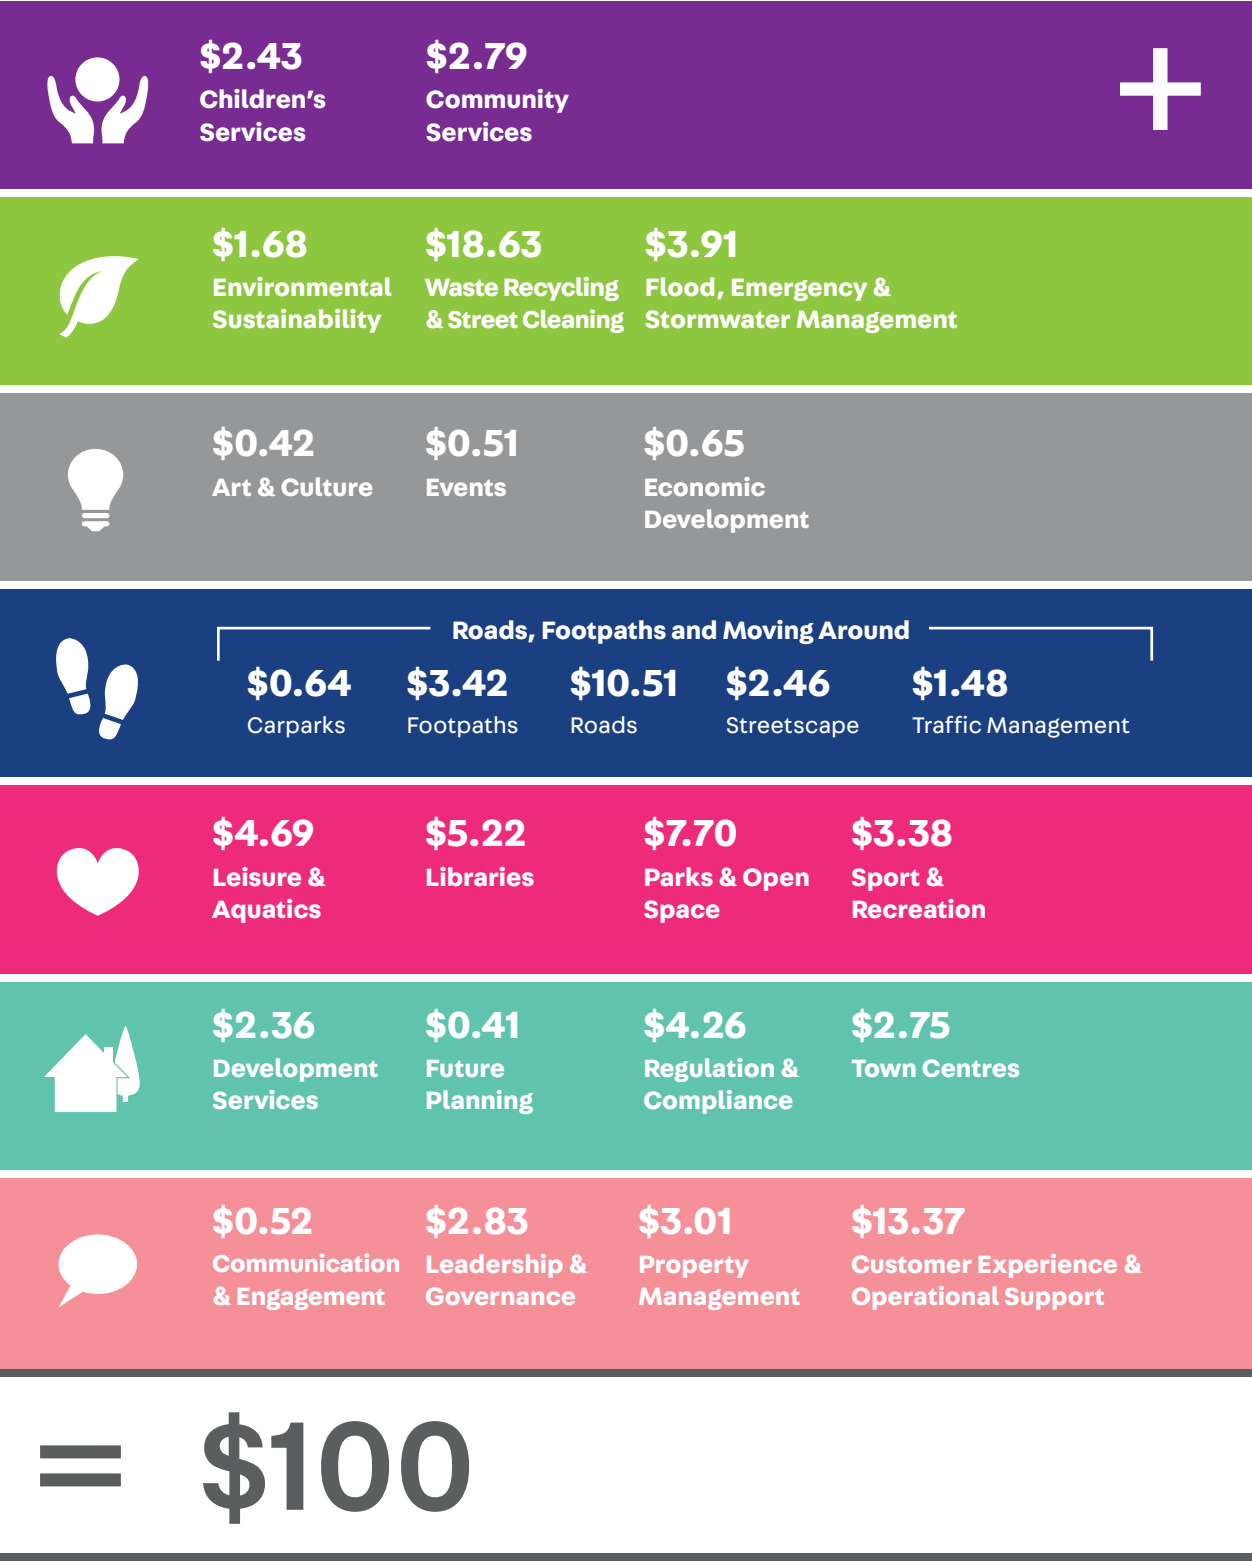 $2.43
Children's
Services
$2.79
Community
Services
+
$1.68
Environmental
Sustainability
$18.63
Waste Recycling
& Street Cleaning
$3.91
Flood, Emergency &
Stormwater Management
$0.42
Art & Culture
$0.51
Events
$0.65
Economic
Development
Roads, Footpaths and Moving Around
$0.64
Carparks
$3.42
Footpaths
$10.51
Roads
$2.46
Streetscape
$1.48
Traffic Management
$4.69
Leisure &
Aquatics
$5.22
Libraries
$7.70
Parks & Open
Space
$3.38
Sport &
Recreation
$2.36
Development
Services
$0.41
Future
Planning
$4.26
Regulation &
Compliance
$2.75
Town Centres
$0.52
Communication
& Engagement
$2.83
Leadership &
Governance
$3.01
Property
Management
$13.37
Customer Experience &
Operational Support
= $100